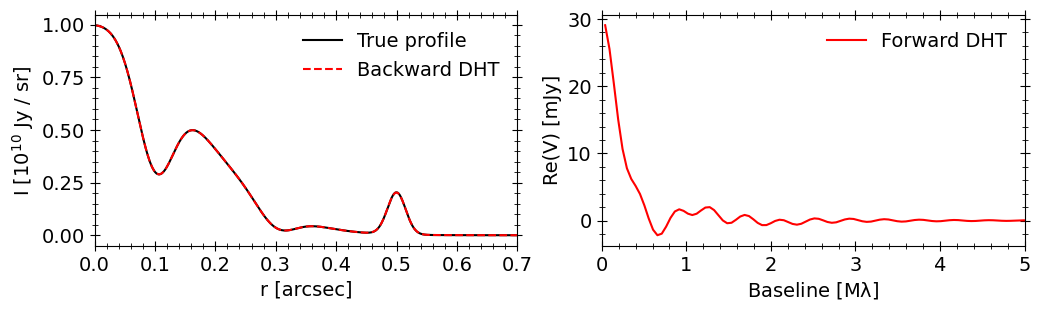 I [10¹⁰ Jy / sr]
1.00
0.75
0.50
0.25
0.00
True profile
Backward DHT
0.0 0.1 0.2 0.3 0.4 0.5 0.6 0.7
r [arcsec]
Re(V) [mJy]
30
20
10
0
Forward DHT
0 1 2 3 4 5
Baseline [Mλ]